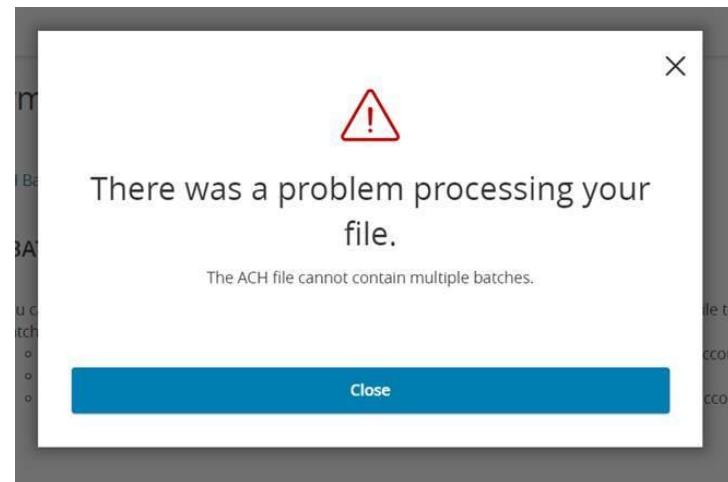 There was a problem processing your
file.
The ACH file cannot contain multiple batches.
Close